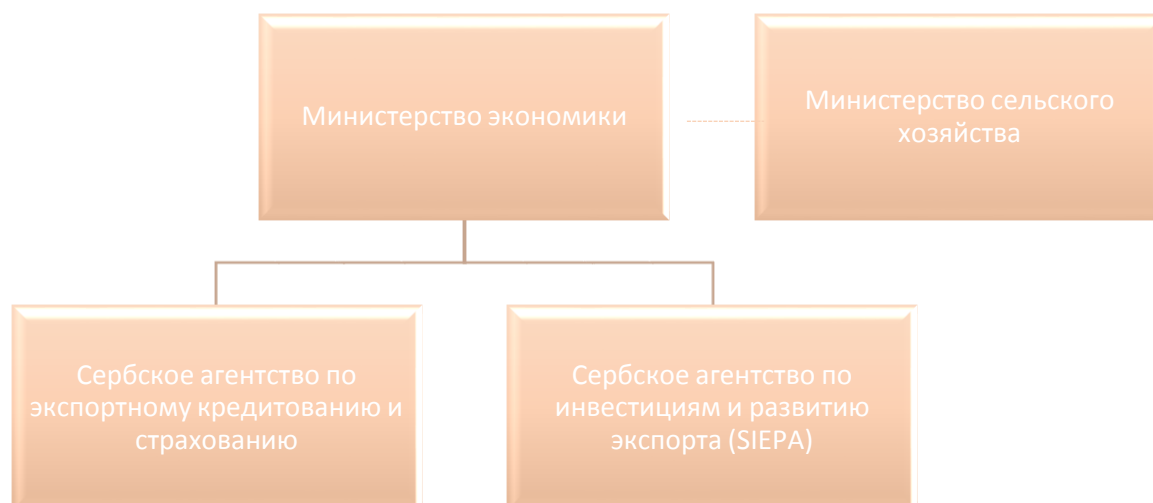 Министерство экономики
Министерство сельского
хозяйства
Сербское агентство по
экспортному кредитованию и
страхованию
Сербское агентство по
инвестициям и развитию
экспорта (SIEPA)